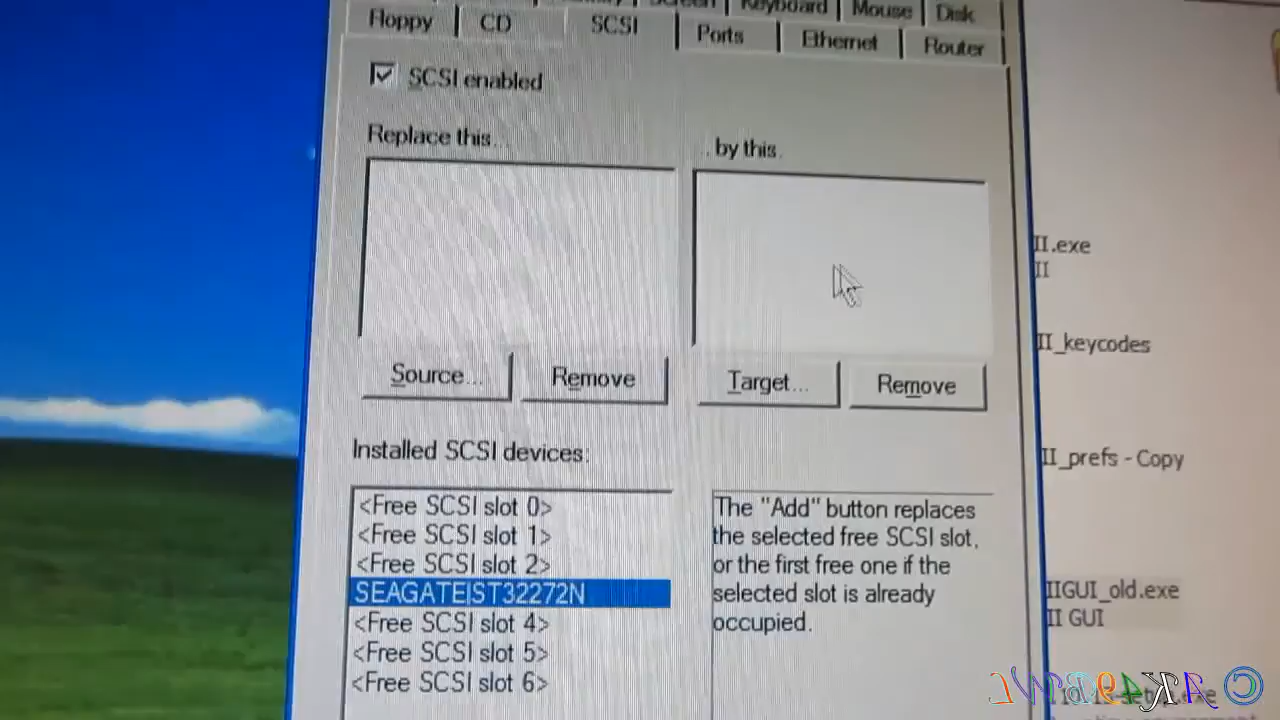 Screen Keyboard Mouse Disk
Floppy CD SCSI Ports Ethernet Router
SCSI enabled
Replace this...
...by this.
Source... Remove Target... Remove
Installed SCSI devices:
<Free SCSI slot 0>
<Free SCSI slot 1>
<Free SCSI slot 2>
SEAGATE|ST32272N
<Free SCSI slot 4>
<Free SCSI slot 5>
<Free SCSI slot 6>
The "Add" button replaces
the selected free SCSI slot,
or the first free one if the
selected slot is already
occupied.
II.exe
II
II_keycodes
II_prefs - Copy
IIGUI_old.exe
II GUI